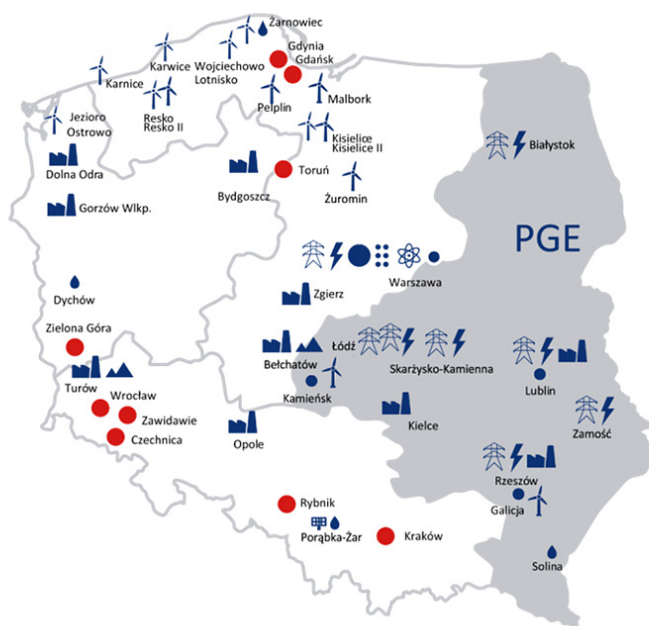 Żarnowiec
Gdynia
Gdańsk
Karwice
Wojciechowo
Lotnisko
Karnice
Pelplin
Malbork
Jezioro
Ostrowo
Resko
Resko II
Kisielice
Kisielice II
Dolna Odra
Bydgoszcz
Toruń
Żuromin
Białystok
Gorzów Wlkp.
PGE
Warszawa
Dychów
Zgierz
Zielona Góra
Łódź
Bełchatów
Skarżysko-Kamienna
Turów
Kamieńsk
Lublin
Wrocław
Zawidawie
Czechnica
Opole
Kielce
Zamość
Rzeszów
Rybnik
Galicja
Porąbka-Żar
Kraków
Solina